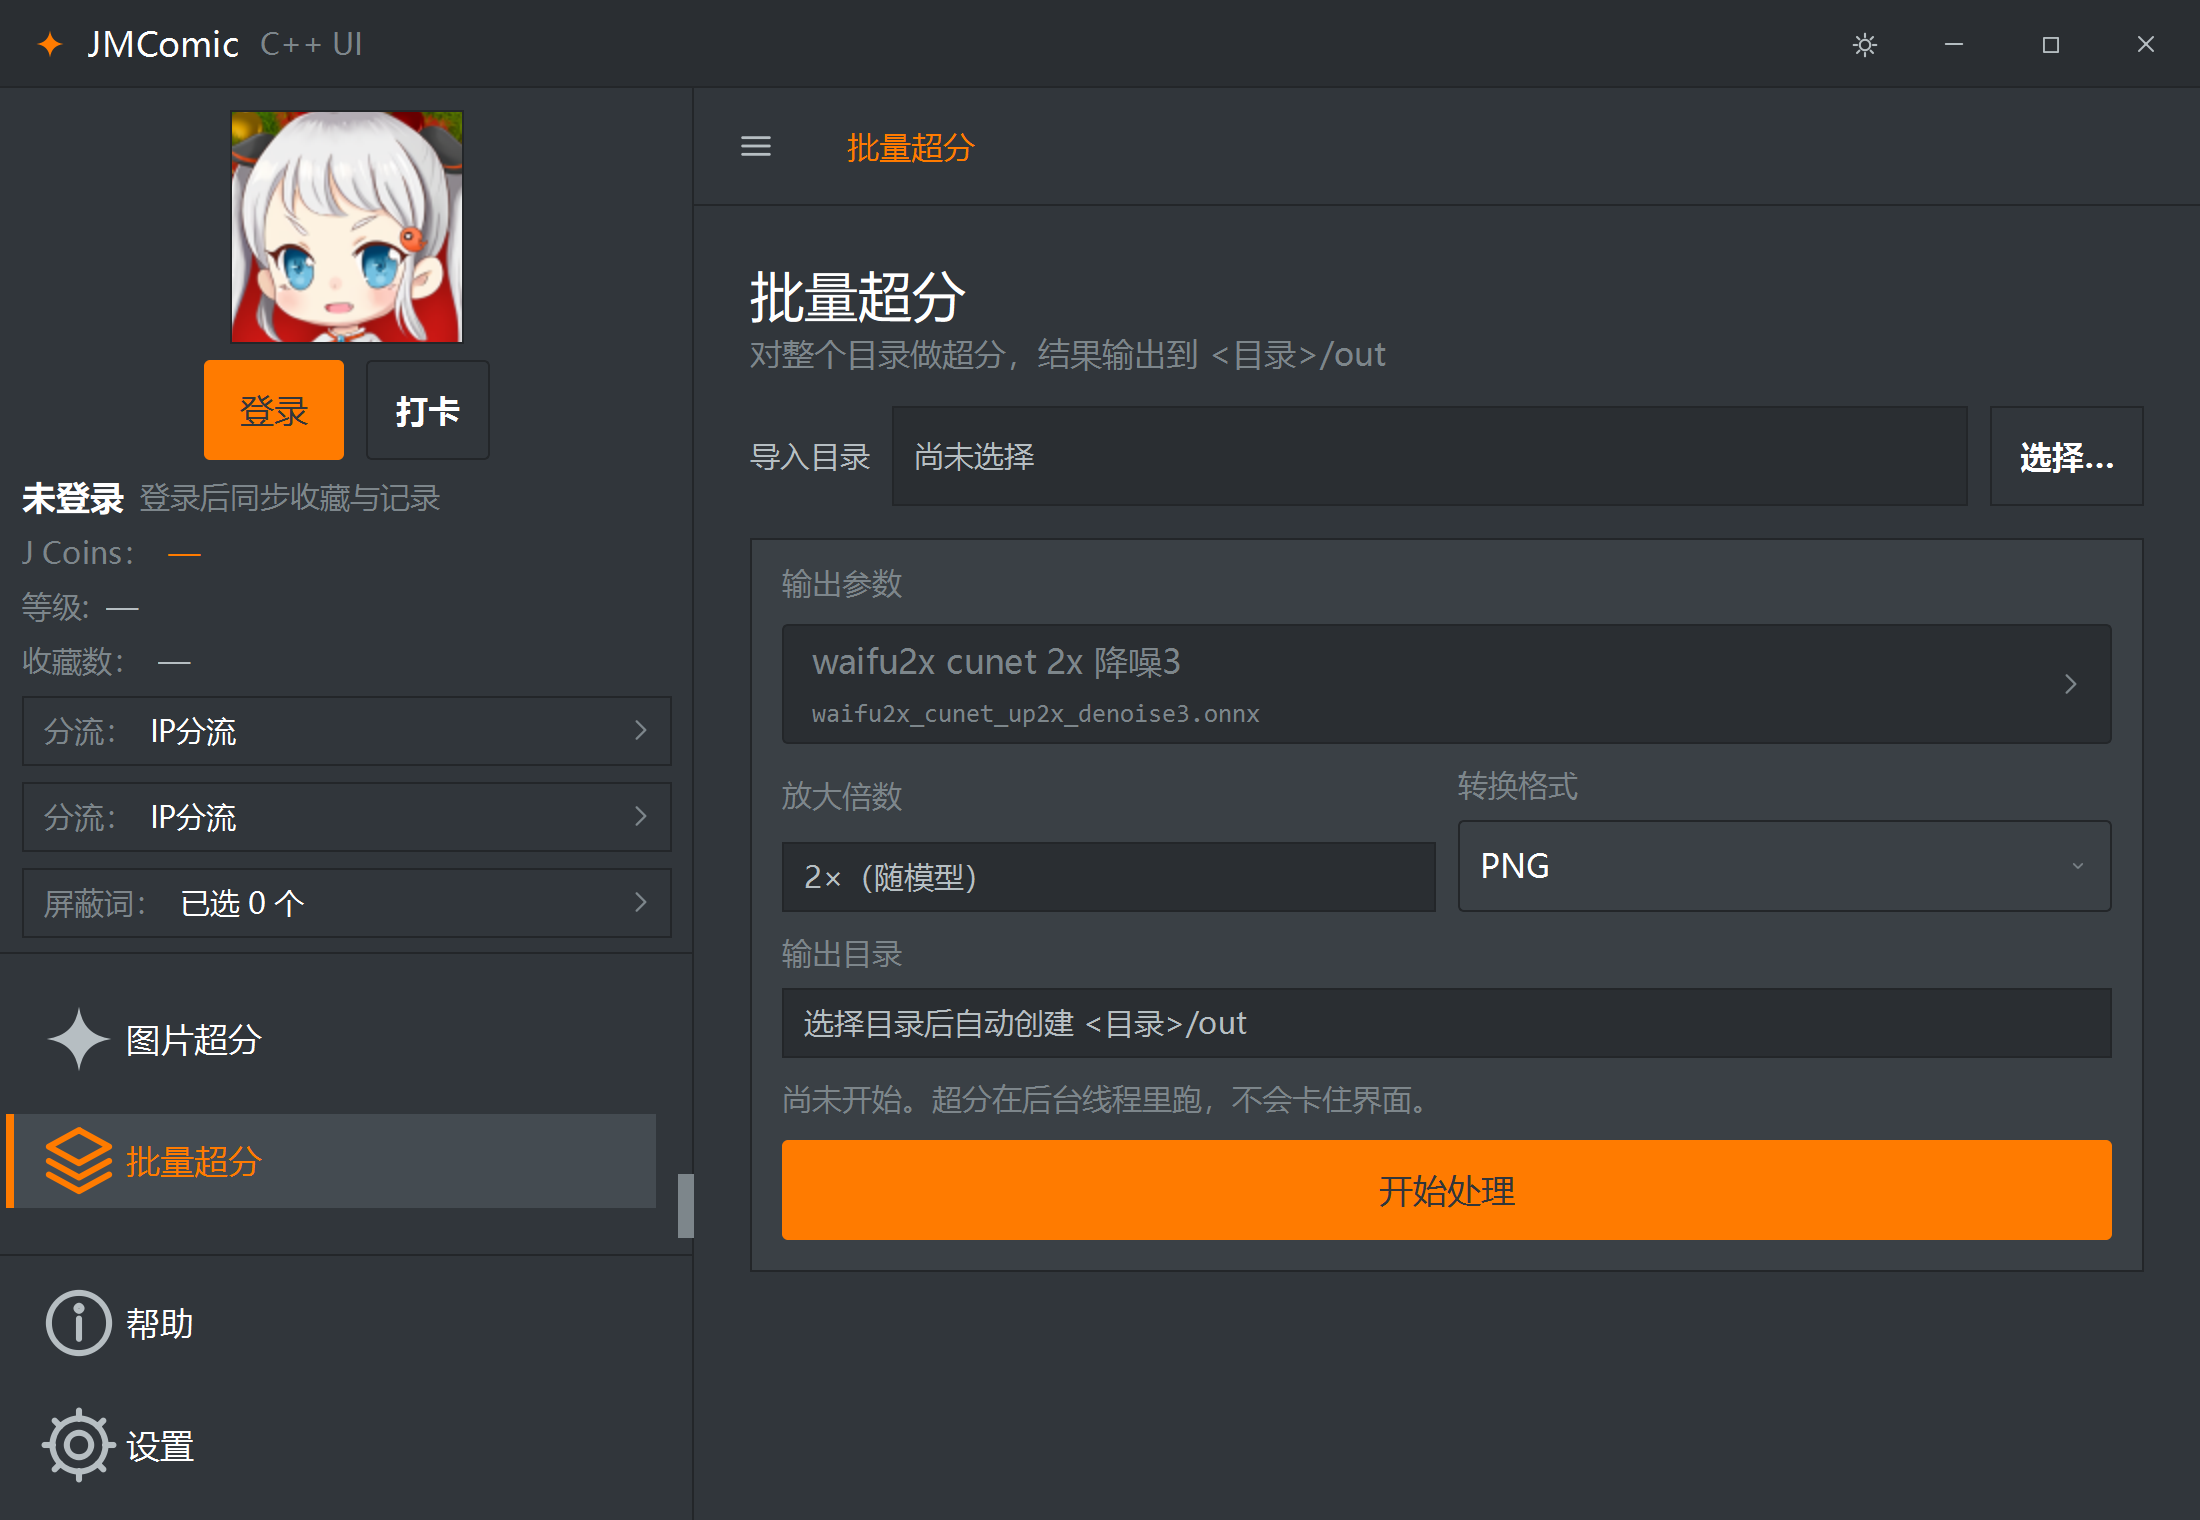 JMComic C++ UI
登录
打卡
未登录 登录后同步收藏与记录
J Coins: —
等级: —
收藏数: —
分流: IP分流
分流: IP分流
屏蔽词: 已选 0 个
图片超分
批量超分
帮助
设置
批量超分
批量超分
对整个目录做超分，结果输出到 <目录>/out
导入目录 尚未选择 选择...
输出参数
waifu2x cunet 2x 降噪3
waifu2x_cunet_up2x_denoise3.onnx
放大倍数
2×（随模型）
转换格式
PNG
输出目录
选择目录后自动创建 <目录>/out
尚未开始。超分在后台线程里跑，不会卡住界面。
开始处理